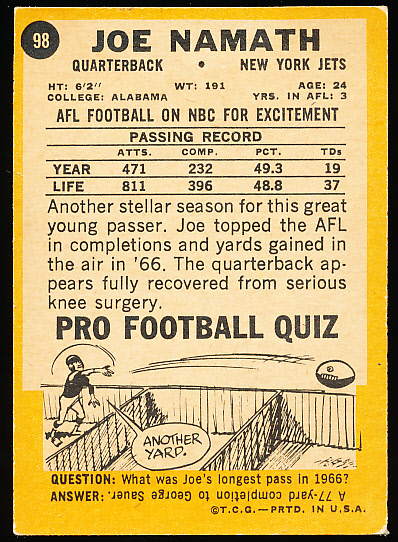 98
JOE NAMATH
QUARTERBACK • NEW YORK JETS
HT: 6'2" WT: 191 AGE: 24
COLLEGE: ALABAMA YRS. IN AFL: 3
AFL FOOTBALL ON NBC FOR EXCITEMENT
PASSING RECORD
ATTS. COMP. PCT. TDs
YEAR 471 232 49.3 19
LIFE 811 396 48.8 37
Another stellar season for this great
young passer. Joe topped the AFL
in completions and yards gained in
the air in '66. The quarterback ap-
pears fully recovered from serious
knee surgery.
PRO FOOTBALL QUIZ
ANOTHER
YARD.
QUESTION: What was Joe's longest pass in 1966?
ANSWER: A 77-yard completion to George Sauer.
©T.C.G.—PRTD. IN U.S.A.